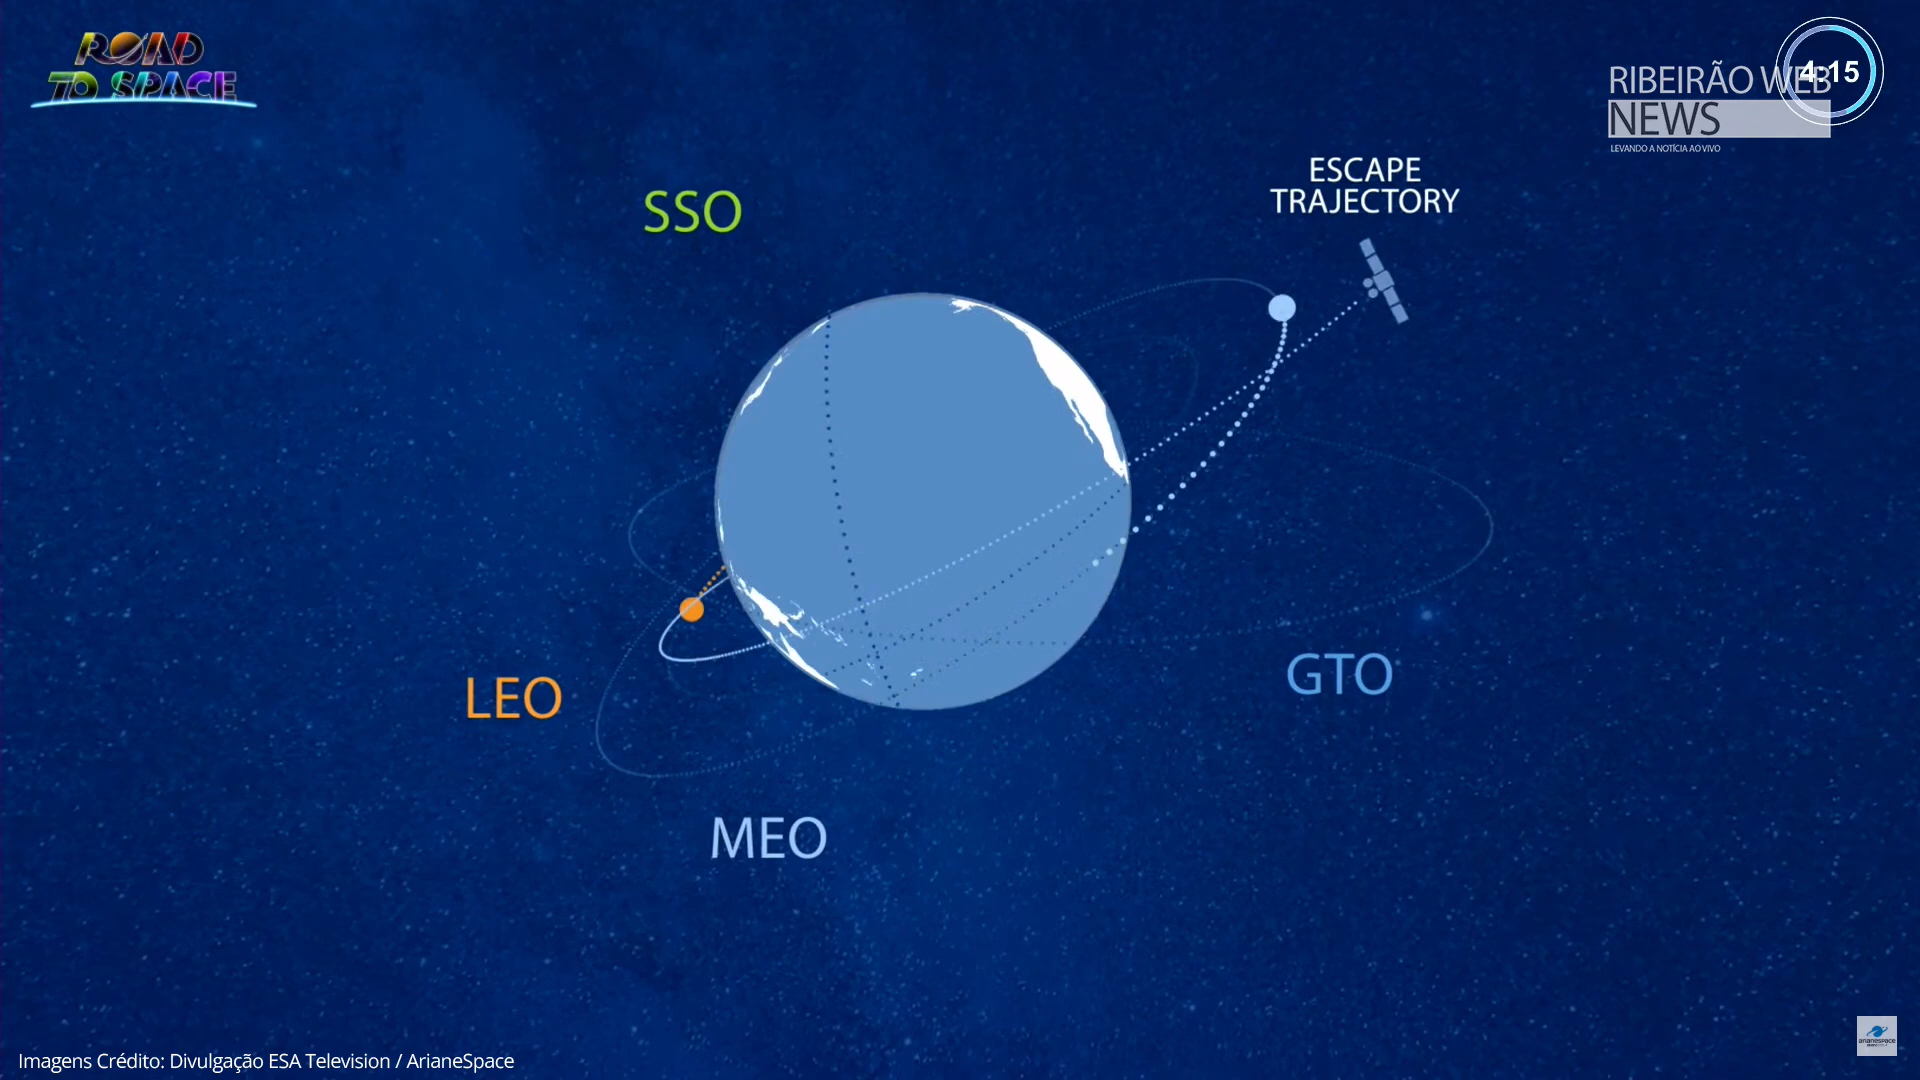 ROAD
TO SPACE
4:15
RIBEIRÃO WEB
NEWS
LEVANDO A NOTÍCIA AO VIVO
ESCAPE
TRAJECTORY
SSO
LEO
GTO
MEO
arianespace
Imagens Crédito: Divulgação ESA Television / ArianeSpace